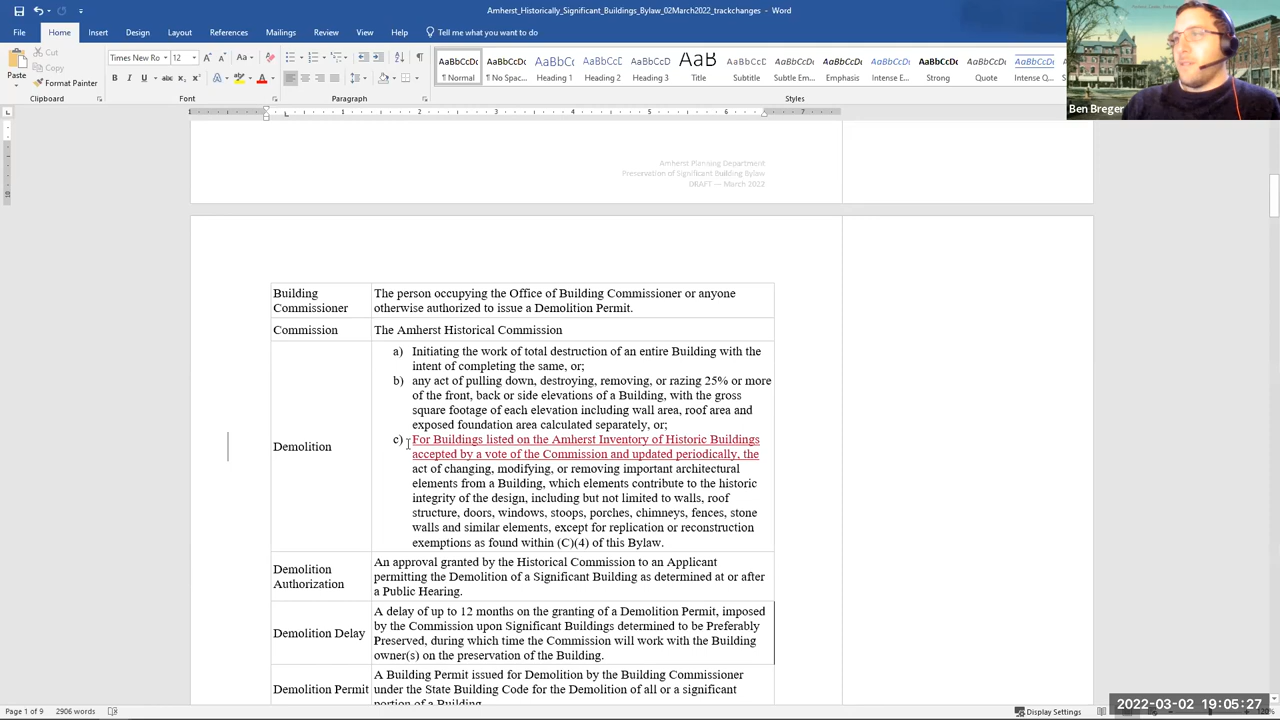 Amherst_Historically_Significant_Buildings_Bylaw_02March2022_trackchanges - Word
File Home Insert Design Layout References Mailings Review View Help Tell me what you want to do
Paste
Cut
Copy
Format Painter
Clipboard
Times New Ro 12
Font
Paragraph
AaBbCcDc AaBbCcDc AaBbCc AaBbCcC AaBbCcD AaB AaBbCcD AaBbCcDc AaBbCcDc AaBbCcDc AaBbCcDc AaBbCcDc AaBbCcDc
¶ Normal ¶ No Spac... Heading 1 Heading 2 Heading 3 Title Subtitle Subtle Em... Emphasis Intense E... Strong Quote Intense Q...
Styles
Ben Breger
Amherst Planning Department
Preservation of Significant Building Bylaw
DRAFT — March 2022
Building Commissioner
The person occupying the Office of Building Commissioner or anyone
otherwise authorized to issue a Demolition Permit.
Commission
The Amherst Historical Commission
Demolition
a) Initiating the work of total destruction of an entire Building with the
intent of completing the same, or;
b) any act of pulling down, destroying, removing, or razing 25% or more
of the front, back or side elevations of a Building, with the gross
square footage of each elevation including wall area, roof area and
exposed foundation area calculated separately, or;
c) For Buildings listed on the Amherst Inventory of Historic Buildings
accepted by a vote of the Commission and updated periodically, the
act of changing, modifying, or removing important architectural
elements from a Building, which elements contribute to the historic
integrity of the design, including but not limited to walls, roof
structure, doors, windows, stoops, porches, chimneys, fences, stone
walls and similar elements, except for replication or reconstruction
exemptions as found within (C)(4) of this Bylaw.
Demolition
Authorization
An approval granted by the Historical Commission to an Applicant
permitting the Demolition of a Significant Building as determined at or after
a Public Hearing.
Demolition Delay
A delay of up to 12 months on the granting of a Demolition Permit, imposed
by the Commission upon Significant Buildings determined to be Preferably
Preserved, during which time the Commission will work with the Building
owner(s) on the preservation of the Building.
Demolition Permit
A Building Permit issued for Demolition by the Building Commissioner
under the State Building Code for the Demolition of all or a significant
portion of a Building.
Page 1 of 9 2906 words
Display Settings
120%
2022-03-02 19:05:27